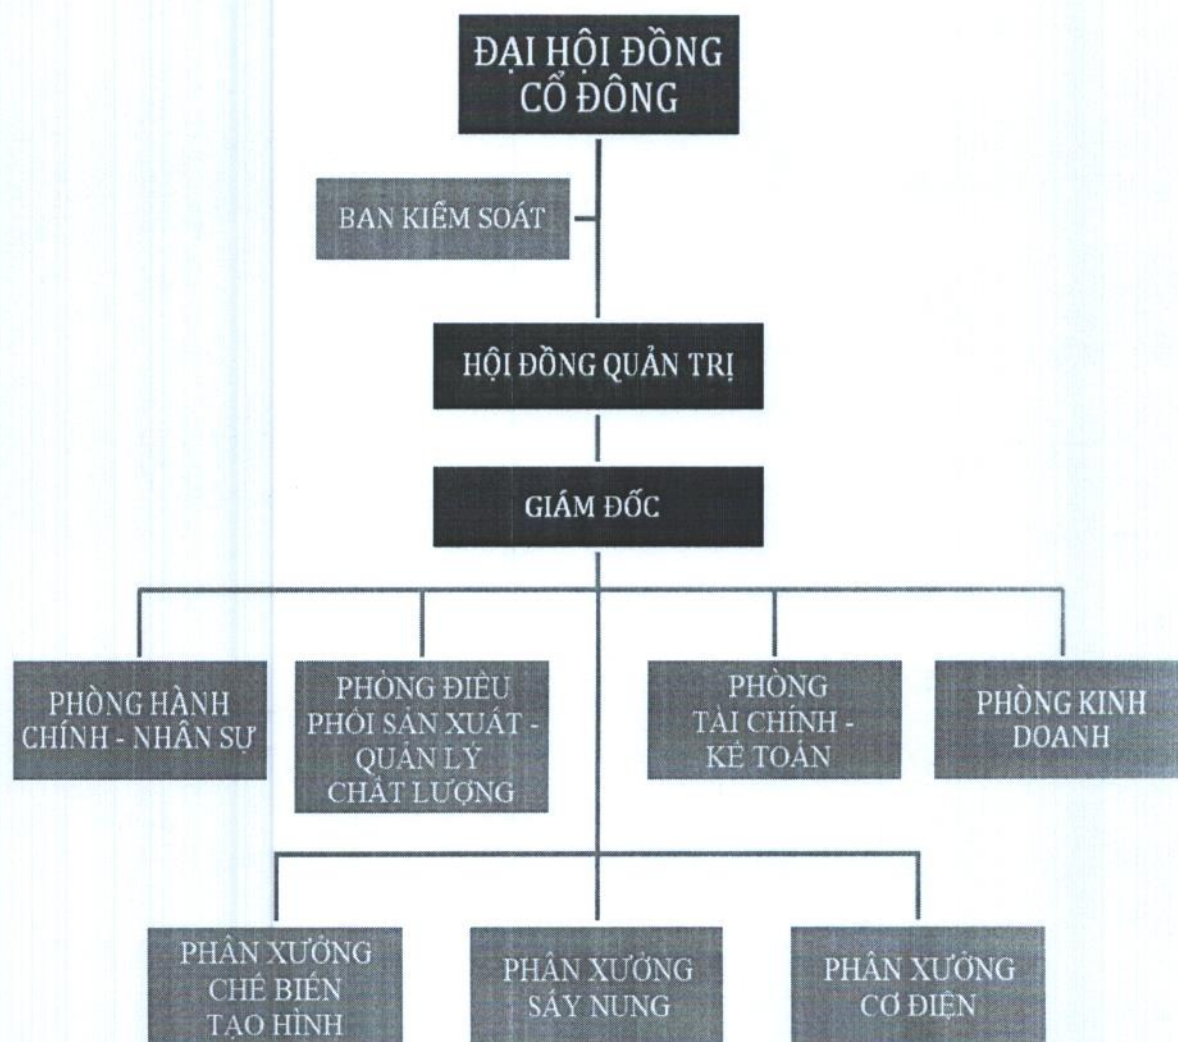 ĐẠI HỘI ĐỒNG
CỔ ĐÔNG
BAN KIỂM SOÁT
HỘI ĐỒNG QUẢN TRỊ
GIÁM ĐỐC
PHÒNG HÀNH
CHÍNH - NHÂN SỰ
PHÒNG ĐIỀU
PHỐI SẢN XUẤT -
QUẢN LÝ
CHẤT LƯỢNG
PHÒNG
TÀI CHÍNH -
KẾ TOÁN
PHÒNG KINH
DOANH
PHÂN XƯỞNG
CHẾ BIẾN
TẠO HÌNH
PHÂN XƯỞNG
SẤY NUNG
PHÂN XƯỞNG
CƠ ĐIỆN